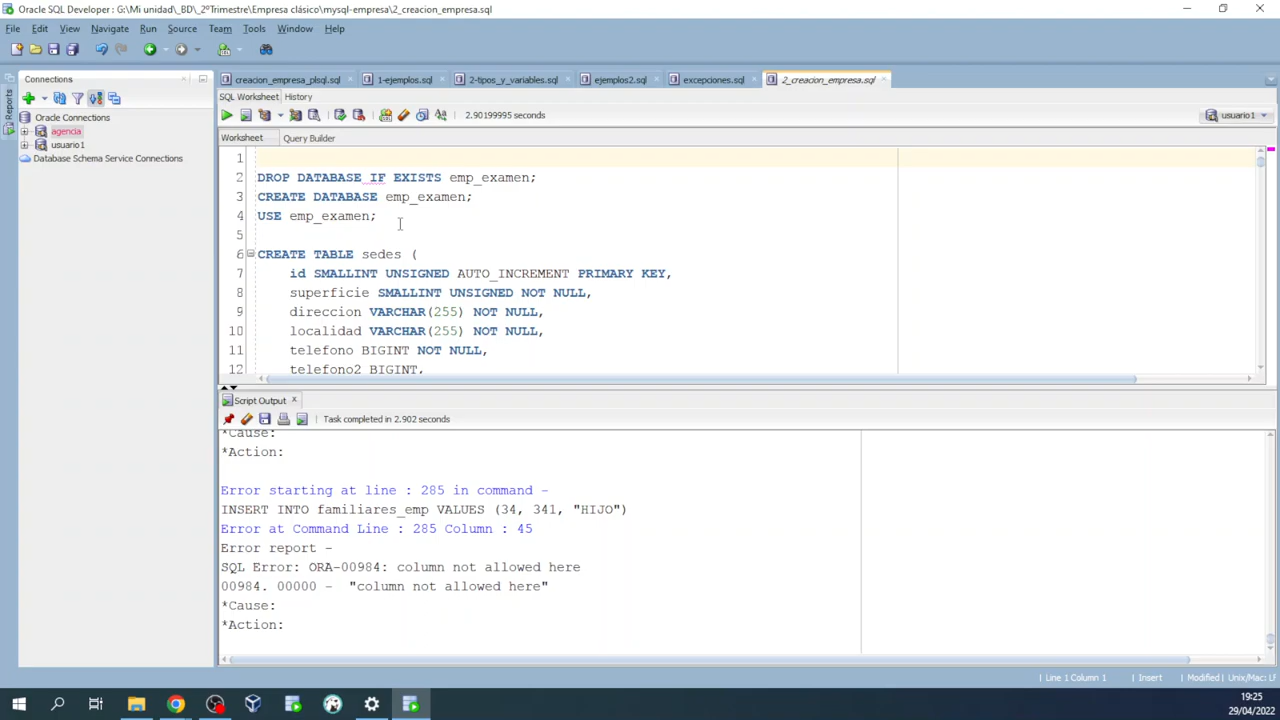 Oracle SQL Developer : G:\Mi unidad\_BD\_2ºTrimestre\Empresa clásico\mysql-empresa\2_creacion_empresa.sql
File Edit View Navigate Run Source Team Tools Window Help
Connections
creacion_empresa_plsql.sql 1-ejemplos.sql 2-tipos_y_variables.sql ejemplos2.sql excepciones.sql 2_creacion_empresa.sql
Reports
SQL Worksheet History
2.90199995 seconds
usuario1
Oracle Connections
agencia
usuario1
Database Schema Service Connections
Worksheet Query Builder
1
2 DROP DATABASE IF EXISTS emp_examen;
3 CREATE DATABASE emp_examen;
4 USE emp_examen;
5
6 CREATE TABLE sedes (
7 id SMALLINT UNSIGNED AUTO_INCREMENT PRIMARY KEY,
8 superficie SMALLINT UNSIGNED NOT NULL,
9 direccion VARCHAR(255) NOT NULL,
10 localidad VARCHAR(255) NOT NULL,
11 telefono BIGINT NOT NULL,
12 telefono2 BIGINT,
Script Output
Task completed in 2.902 seconds
*Cause:
*Action:
Error starting at line : 285 in command -
INSERT INTO familiares_emp VALUES (34, 341, "HIJO")
Error at Command Line : 285 Column : 45
Error report -
SQL Error: ORA-00984: column not allowed here
00984. 00000 - "column not allowed here"
*Cause:
*Action:
Line 1 Column 1 Insert Modified Unix/Mac: LF
19:25
29/04/2022